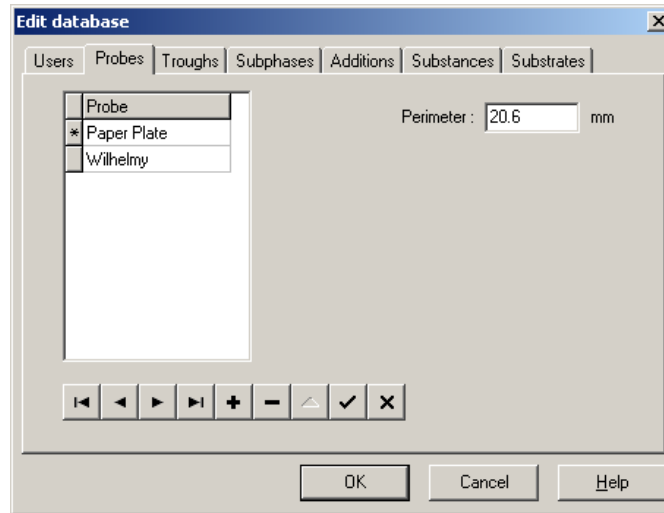 Edit database
Users Probes Troughs Subphases Additions Substances Substrates
Probe
Perimeter : 20.6 mm
* Paper Plate
Wilhelmy
OK Cancel Help